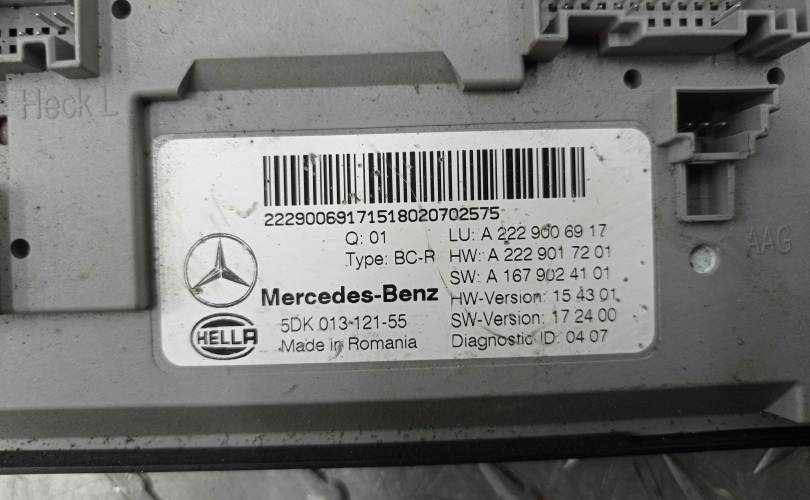 Heck L
2229006917151802070 2575
Q: 01
Type: BC-R
LU: A 222 900 69 17
HW: A 222 901 72 01
SW: A 167 902 41 01
Mercedes-Benz
HW-Version: 15 43 01
HELLA
5DK 013-121-55
SW-Version: 17 24 00
Made in Romania
Diagnostic ID: 04 07
AAG